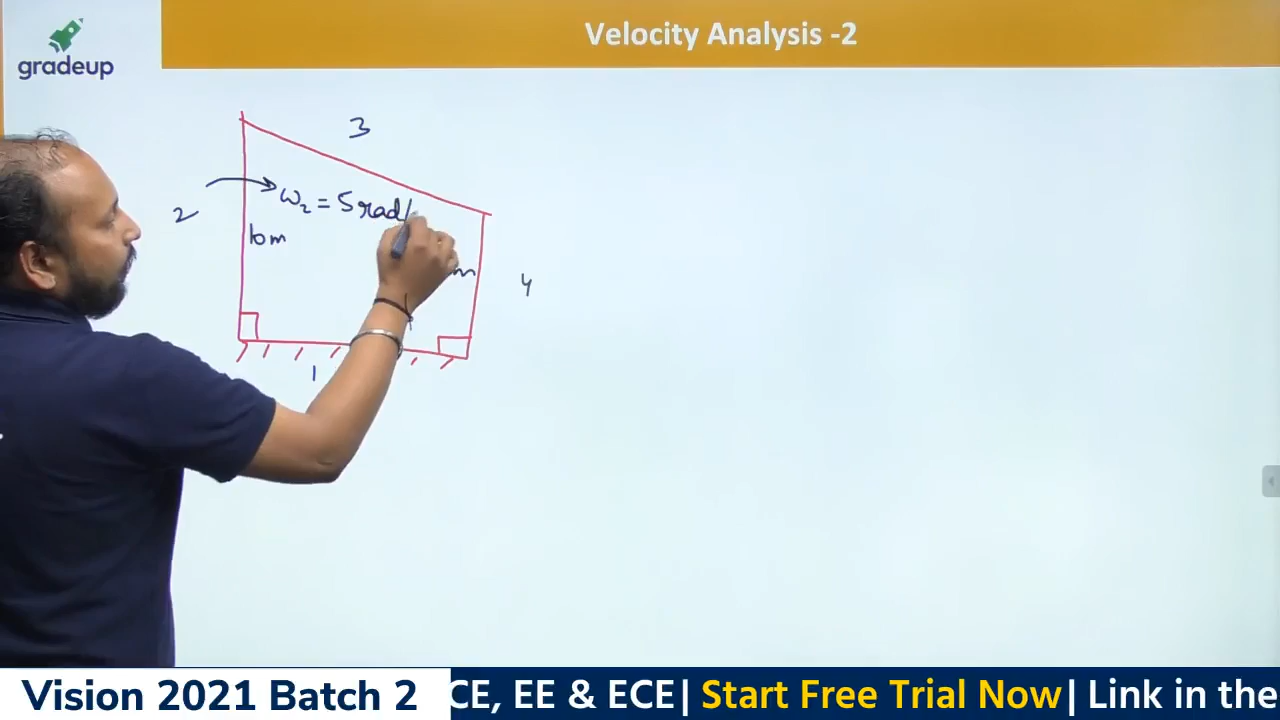 Velocity Analysis -2
gradeup
3
ω₂ = 5 rad/
2
10m
m
4
1
Vision 2021 Batch 2
CE, EE & ECE| Start Free Trial Now| Link in the